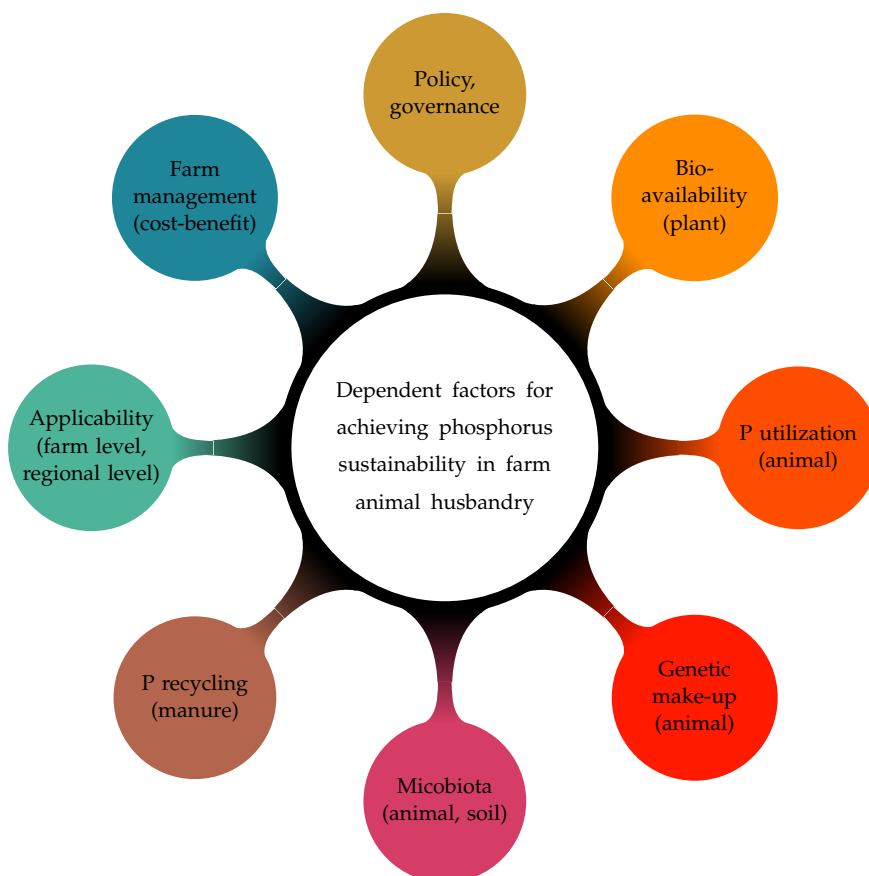 Policy,
governance
Bio-
availability
(plant)
P utilization
(animal)
Genetic
make-up
(animal)
Micobiota
(animal, soil)
P recycling
(manure)
Applicability
(farm level,
regional level)
Farm
management
(cost-benefit)
Dependent factors for
achieving phosphorus
sustainability in farm
animal husbandry